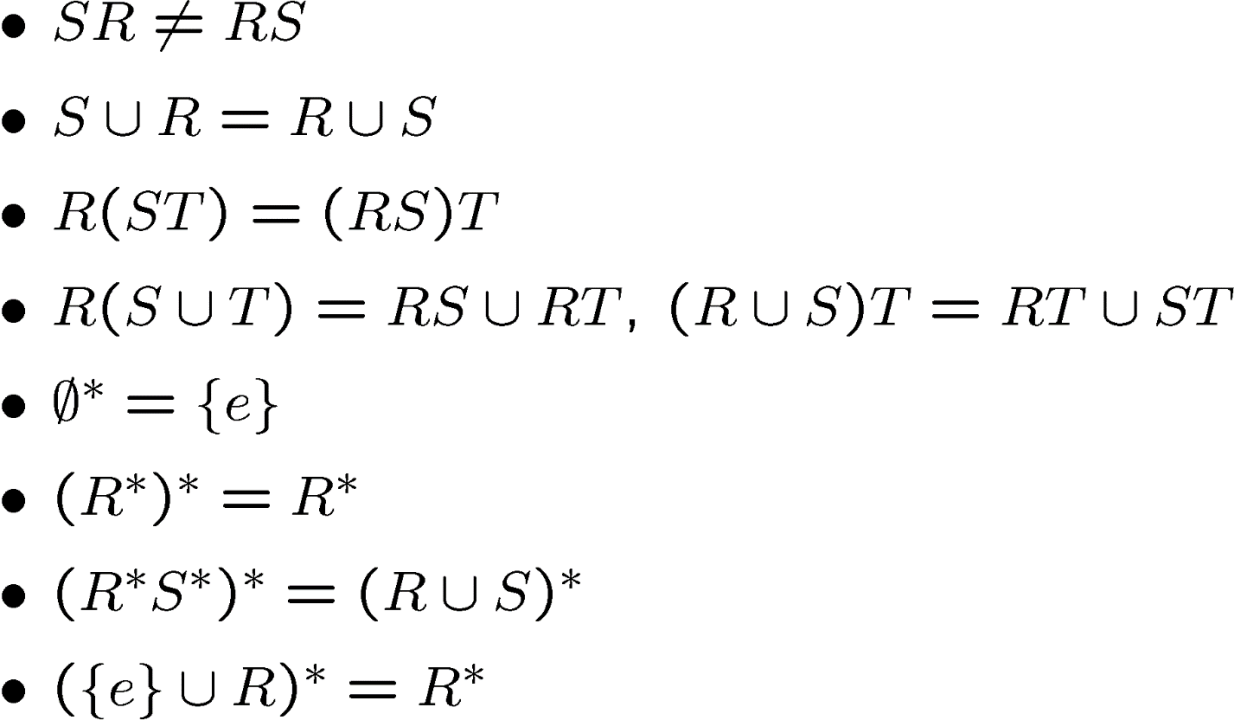 • SR ≠ RS
• S ∪ R = R ∪ S
• R(ST) = (RS)T
• R(S ∪ T) = RS ∪ RT, (R ∪ S)T = RT ∪ ST
• ∅* = {e}
• (R*)* = R*
• (R*S*)* = (R ∪ S)*
• ({e} ∪ R)* = R*